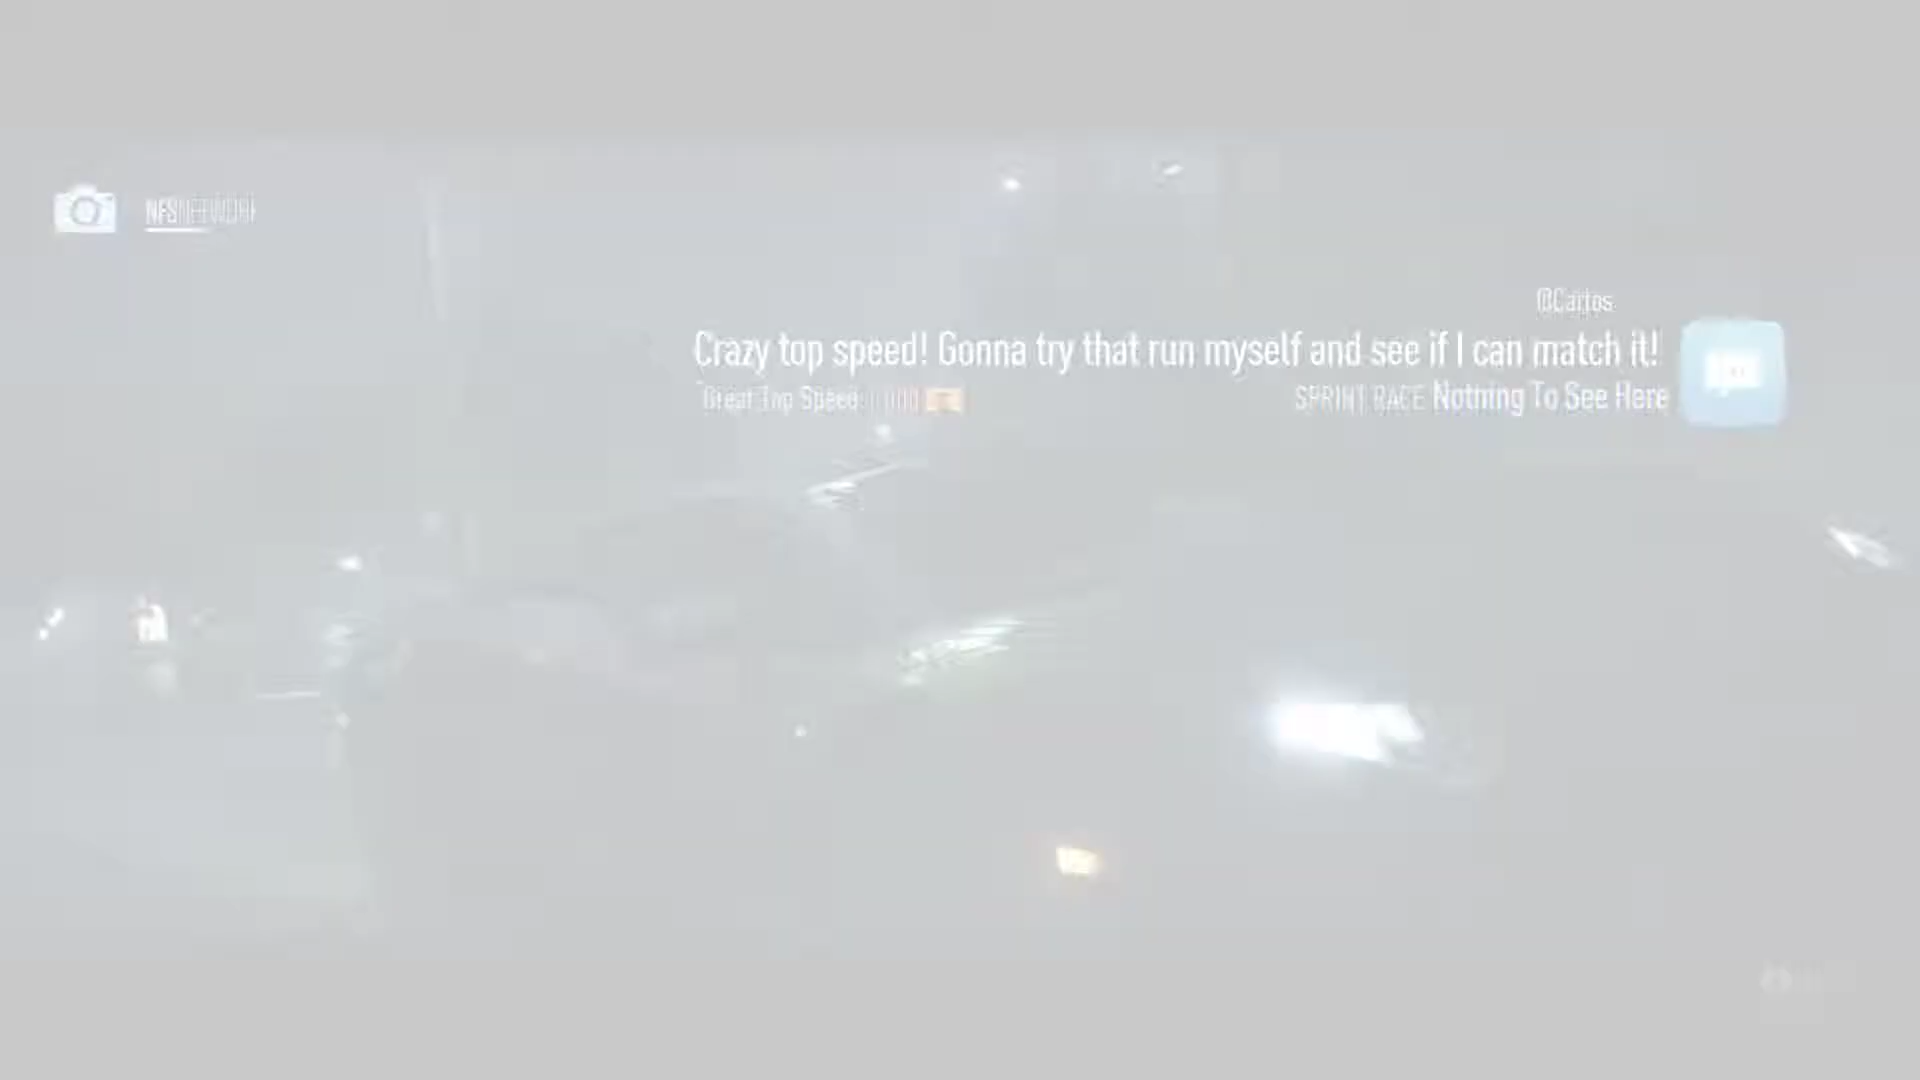 NFSNETWORK
@Carlos
Crazy top speed! Gonna try that run myself and see if I can match it!
Great Top Speed
SPRINT RACE Nothing To See Here